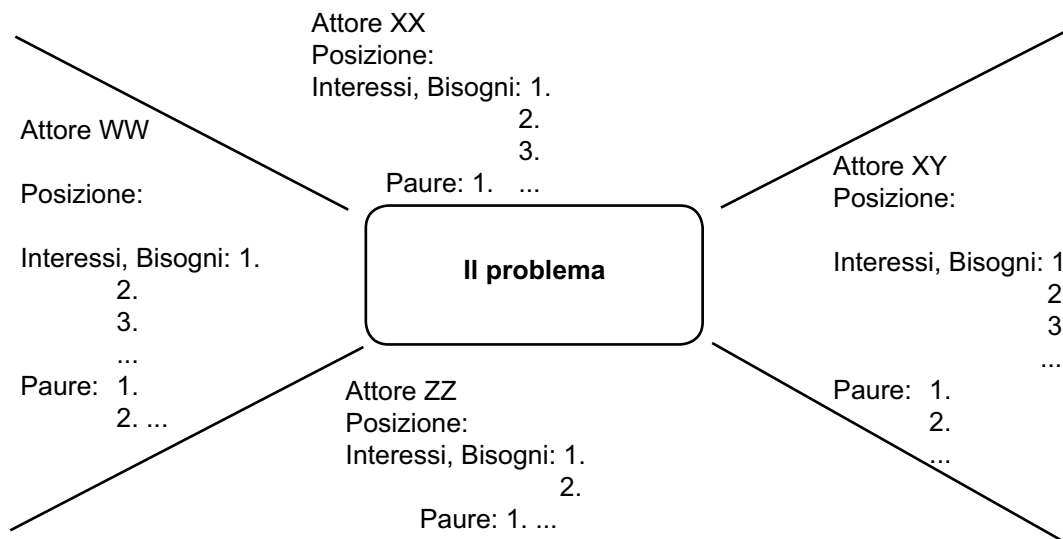 Attore XX
Posizione:
Interessi, Bisogni: 1.
2.
3.
Paure: 1. ...
Attore WW
Posizione:
Interessi, Bisogni: 1.
2.
3.
...
Paure: 1.
2. ...
Il problema
Attore XY
Posizione:
Interessi, Bisogni: 1
2
3
...
Paure: 1.
2.
...
Attore ZZ
Posizione:
Interessi, Bisogni: 1.
2.
Paure: 1. ...